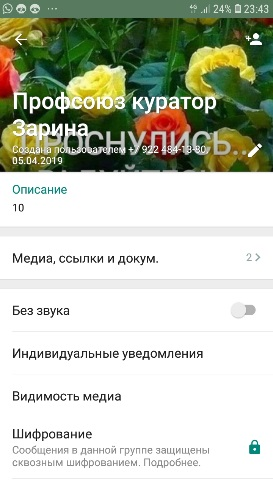 4G 24% 23:43
Профсоюз куратор
Зарина
Создана пользователем +7 922 484-13-80,
05.04.2019
Описание
10
Медиа, ссылки и докум. 2 >
Без звука
Индивидуальные уведомления
Видимость медиа
Шифрование
Сообщения в данной группе защищены
сквозным шифрованием. Подробнее.